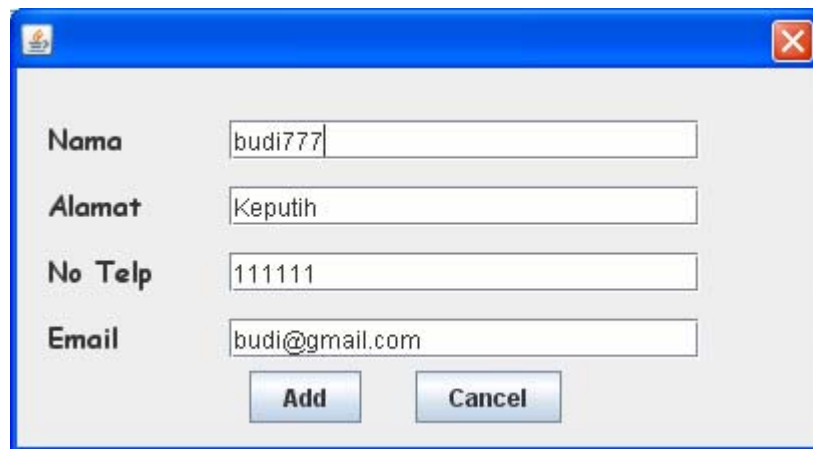 Nama budi777
Alamat Keputih
No Telp 111111
Email budi@gmail.com
Add Cancel